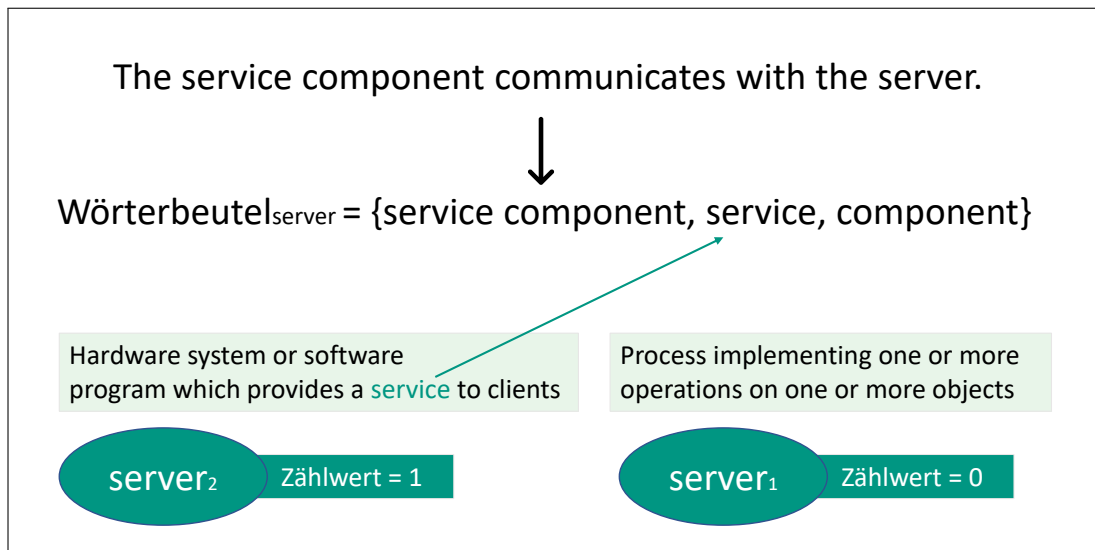 The service component communicates with the server.
Wörterbeutelserver = {service component, service, component}
Hardware system or software
program which provides a service to clients
Process implementing one or more
operations on one or more objects
server2
Zählwert = 1
server1
Zählwert = 0